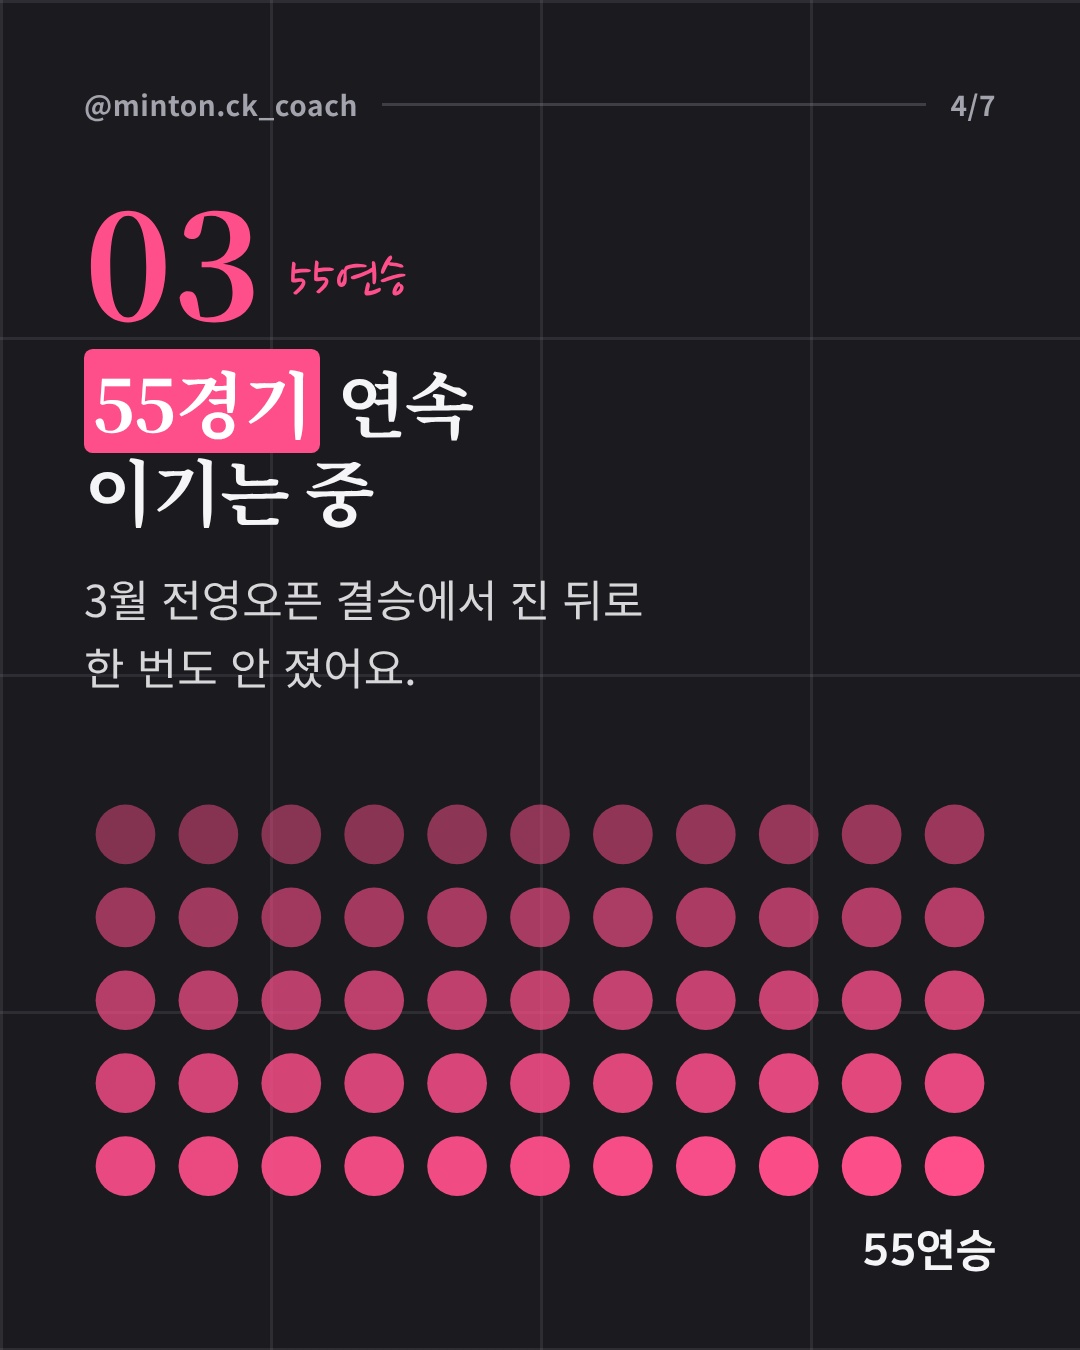 @minton.ck_coach 4/7
03 55연승
55경기 연속
이기는 중
3월 전영오픈 결승에서 진 뒤로
한 번도 안 졌어요.
55연승